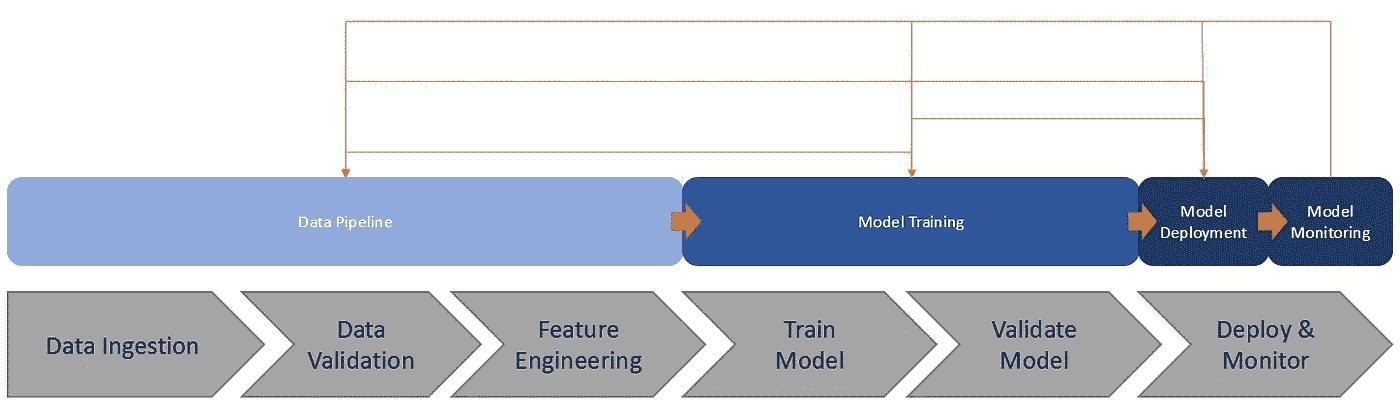 Data Pipeline
Model Training
Model
Deployment
Model
Monitoring
Data Ingestion
Data
Validation
Feature
Engineering
Train
Model
Validate
Model
Deploy &
Monitor